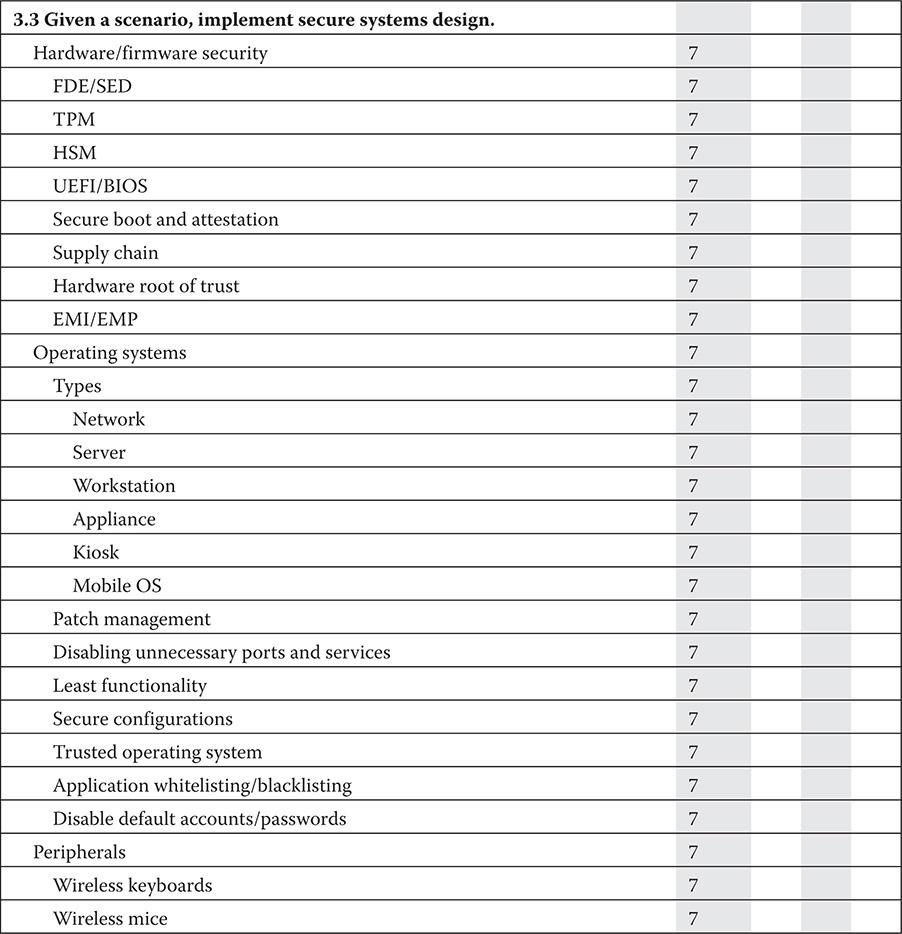 3.3 Given a scenario, implement secure systems design.
Hardware/firmware security 7
FDE/SED 7
TPM 7
HSM 7
UEFI/BIOS 7
Secure boot and attestation 7
Supply chain 7
Hardware root of trust 7
EMI/EMP 7
Operating systems 7
Types 7
Network 7
Server 7
Workstation 7
Appliance 7
Kiosk 7
Mobile OS 7
Patch management 7
Disabling unnecessary ports and services 7
Least functionality 7
Secure configurations 7
Trusted operating system 7
Application whitelisting/blacklisting 7
Disable default accounts/passwords 7
Peripherals 7
Wireless keyboards 7
Wireless mice 7